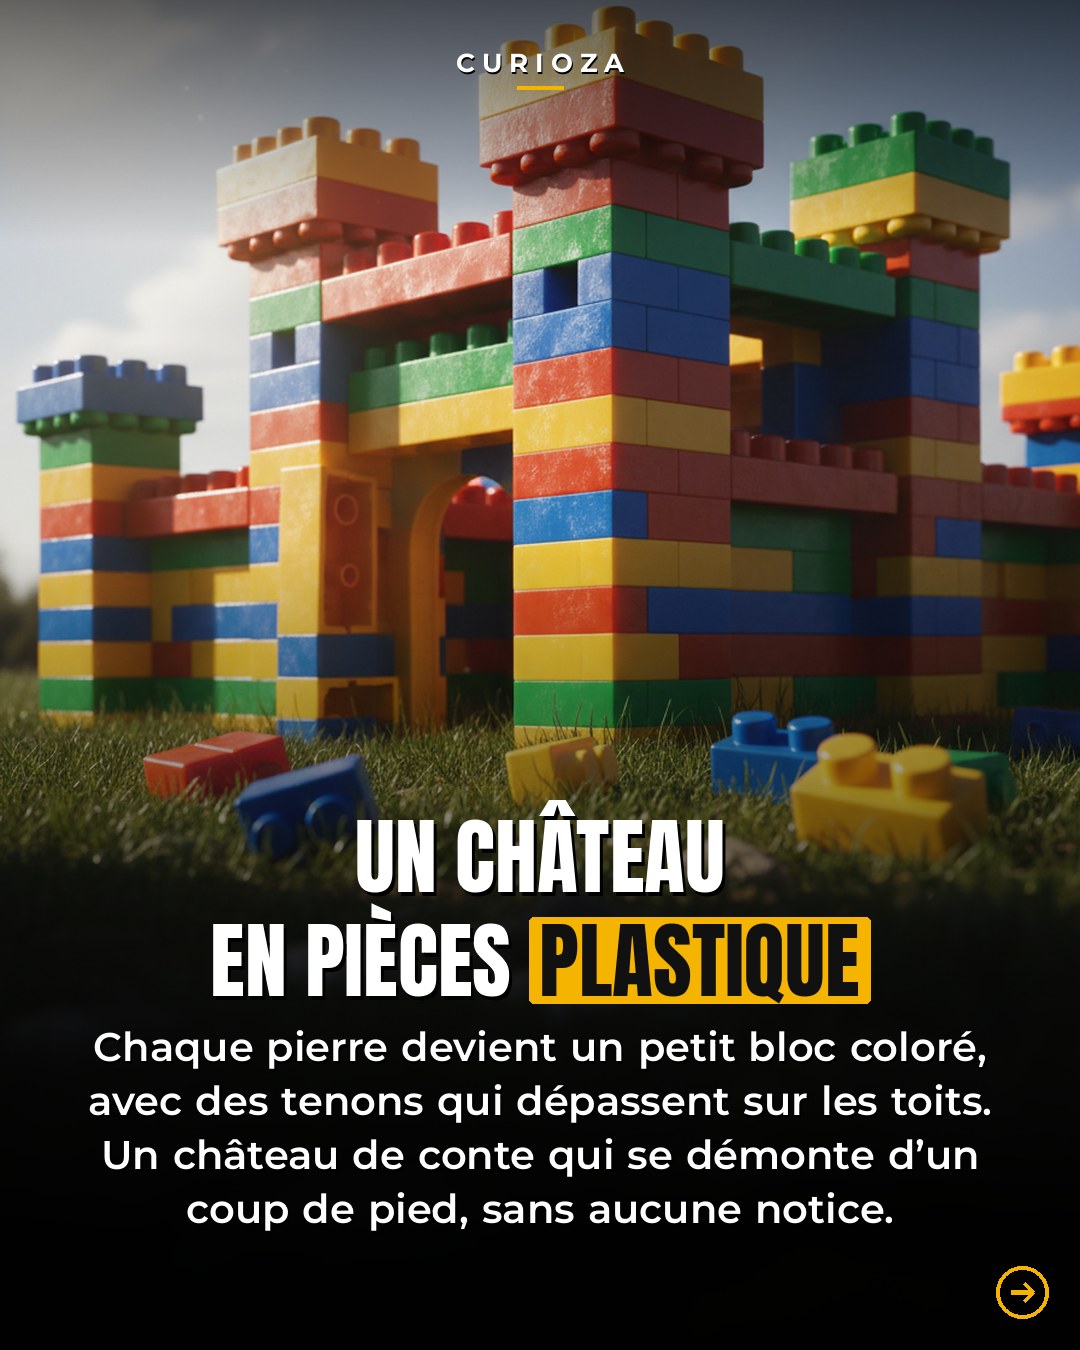 CURIOZA
UN CHÂTEAU
EN PIÈCES PLASTIQUE
Chaque pierre devient un petit bloc coloré,
avec des tenons qui dépassent sur les toits.
Un château de conte qui se démonte d’un
coup de pied, sans aucune notice.